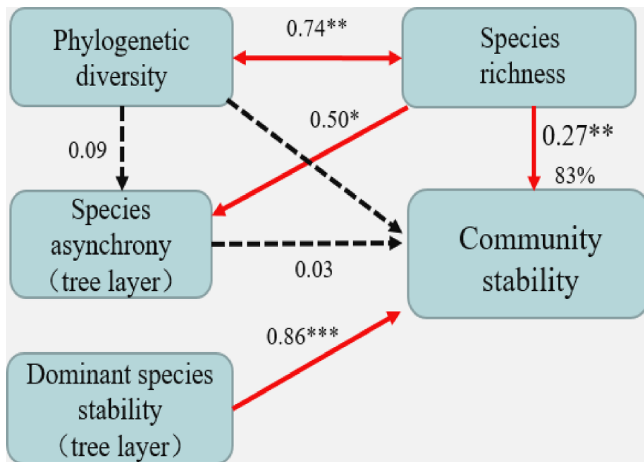 Phylogenetic
diversity
0.74**
Species
richness
0.09
0.50*
0.27**
83%
Species
asynchrony
（tree layer）
0.03
Community
stability
0.86***
Dominant species
stability
（tree layer）